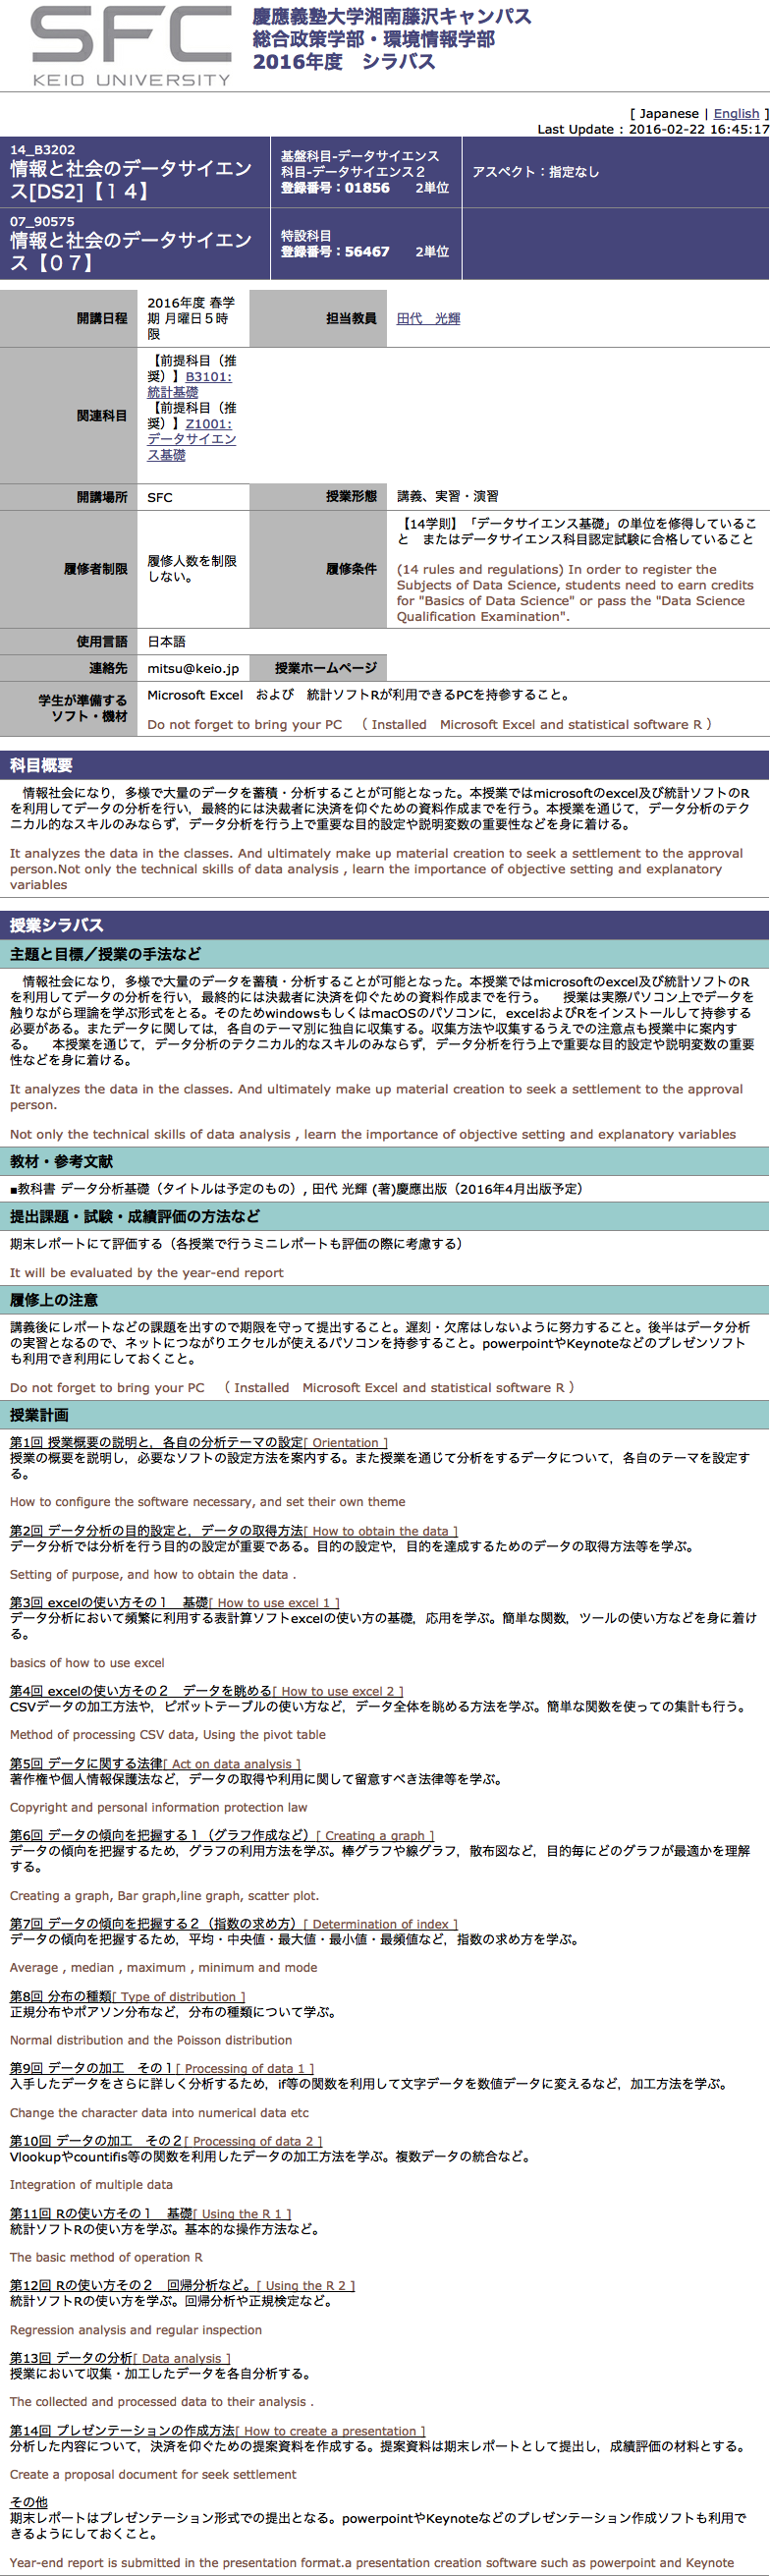 SFC
KEIO UNIVERSITY
慶應義塾大学湘南藤沢キャンパス
総合政策学部・環境情報学部
2016年度　シラバス
[ Japanese | English ]
Last Update : 2016-02-22 16:45:17
14_B3202
情報と社会のデータサイエン
ス[DS2]【１４】
基盤科目-データサイエンス
科目-データサイエンス２
登録番号：01856　　2単位
アスペクト：指定なし
07_90575
情報と社会のデータサイエン
ス【０７】
特設科目
登録番号：56467　　2単位
開講日程
2016年度 春学
期 月曜日５時
限
担当教員
田代　光輝
関連科目
【前提科目（推
奨）】B3101:
統計基礎
【前提科目（推
奨）】Z1001:
データサイエン
ス基礎
開講場所
SFC
授業形態
講義、実習・演習
履修者制限
履修人数を制限
しない。
履修条件
【14学則】「データサイエンス基礎」の単位を修得しているこ
と　またはデータサイエンス科目認定試験に合格していること
(14 rules and regulations) In order to register the
Subjects of Data Science, students need to earn credits
for "Basics of Data Science" or pass the "Data Science
Qualification Examination".
使用言語
日本語
連絡先
mitsu@keio.jp
授業ホームページ
学生が準備する
ソフト・機材
Microsoft Excel　および　統計ソフトRが利用できるPCを持参すること。
Do not forget to bring your PC　（ Installed　Microsoft Excel and statistical software R ）
科目概要
　情報社会になり，多様で大量のデータを蓄積・分析することが可能となった。本授業ではmicrosoftのexcel及び統計ソフトのR
を利用してデータの分析を行い，最終的には決裁者に決済を仰ぐための資料作成までを行う。本授業を通じて，データ分析のテク
ニカル的なスキルのみならず，データ分析を行う上で重要な目的設定や説明変数の重要性などを身に着ける。
It analyzes the data in the classes. And ultimately make up material creation to seek a settlement to the approval
person.Not only the technical skills of data analysis , learn the importance of objective setting and explanatory
variables
授業シラバス
主題と目標／授業の手法など
　情報社会になり，多様で大量のデータを蓄積・分析することが可能となった。本授業ではmicrosoftのexcel及び統計ソフトのR
を利用してデータの分析を行い，最終的には決裁者に決済を仰ぐための資料作成までを行う。　授業は実際パソコン上でデータを
触りながら理論を学ぶ形式をとる。そのためwindowsもしくはmacOSのパソコンに，excelおよびRをインストールして持参する
必要がある。またデータに関しては，各自のテーマ別に独自に収集する。収集方法や収集するうえでの注意点も授業中に案内す
る。　本授業を通じて，データ分析のテクニカル的なスキルのみならず，データ分析を行う上で重要な目的設定や説明変数の重要
性などを身に着ける。
It analyzes the data in the classes. And ultimately make up material creation to seek a settlement to the approval
person.
Not only the technical skills of data analysis , learn the importance of objective setting and explanatory variables
教材・参考文献
■教科書 データ分析基礎（タイトルは予定のもの）, 田代 光輝 (著)慶應出版（2016年4月出版予定）
提出課題・試験・成績評価の方法など
期末レポートにて評価する（各授業で行うミニレポートも評価の際に考慮する）
It will be evaluated by the year-end report
履修上の注意
講義後にレポートなどの課題を出すので期限を守って提出すること。遅刻・欠席はしないように努力すること。後半はデータ分析
の実習となるので、ネットにつながりエクセルが使えるパソコンを持参すること。powerpointやKeynoteなどのプレゼンソフト
も利用でき利用にしておくこと。
Do not forget to bring your PC　（ Installed　Microsoft Excel and statistical software R ）
授業計画
第1回 授業概要の説明と，各自の分析テーマの設定[ Orientation ]
授業の概要を説明し，必要なソフトの設定方法を案内する。また授業を通じて分析をするデータについて，各自のテーマを設定す
る。
How to configure the software necessary, and set their own theme
第2回 データ分析の目的設定と，データの取得方法[ How to obtain the data ]
データ分析では分析を行う目的の設定が重要である。目的の設定や，目的を達成するためのデータの取得方法等を学ぶ。
Setting of purpose, and how to obtain the data .
第3回 excelの使い方その１　基礎[ How to use excel 1 ]
データ分析において頻繁に利用する表計算ソフトexcelの使い方の基礎，応用を学ぶ。簡単な関数，ツールの使い方などを身に着け
る。
basics of how to use excel
第4回 excelの使い方その２　データを眺める[ How to use excel 2 ]
CSVデータの加工方法や，ピボットテーブルの使い方など，データ全体を眺める方法を学ぶ。簡単な関数を使っての集計も行う。
Method of processing CSV data, Using the pivot table
第5回 データに関する法律[ Act on data analysis ]
著作権や個人情報保護法など，データの取得や利用に関して留意すべき法律等を学ぶ。
Copyright and personal information protection law
第6回 データの傾向を把握する１（グラフ作成など）[ Creating a graph ]
データの傾向を把握するため，グラフの利用方法を学ぶ。棒グラフや線グラフ，散布図など，目的毎にどのグラフが最適かを理解
する。
Creating a graph, Bar graph,line graph, scatter plot.
第7回 データの傾向を把握する２（指数の求め方）[ Determination of index ]
データの傾向を把握するため，平均・中央値・最大値・最小値・最頻値など，指数の求め方を学ぶ。
Average , median , maximum , minimum and mode
第8回 分布の種類[ Type of distribution ]
正規分布やポアソン分布など，分布の種類について学ぶ。
Normal distribution and the Poisson distribution
第9回 データの加工　その１[ Processing of data 1 ]
入手したデータをさらに詳しく分析するため，if等の関数を利用して文字データを数値データに変えるなど，加工方法を学ぶ。
Change the character data into numerical data etc
第10回 データの加工　その２[ Processing of data 2 ]
Vlookupやcountifis等の関数を利用したデータの加工方法を学ぶ。複数データの統合など。
Integration of multiple data
第11回 Rの使い方その１　基礎[ Using the R 1 ]
統計ソフトRの使い方を学ぶ。基本的な操作方法など。
The basic method of operation R
第12回 Rの使い方その２　回帰分析など。[ Using the R 2 ]
統計ソフトRの使い方を学ぶ。回帰分析や正規検定など。
Regression analysis and regular inspection
第13回 データの分析[ Data analysis ]
授業において収集・加工したデータを各自分析する。
The collected and processed data to their analysis .
第14回 プレゼンテーションの作成方法[ How to create a presentation ]
分析した内容について，決済を仰ぐための提案資料を作成する。提案資料は期末レポートとして提出し，成績評価の材料とする。
Create a proposal document for seek settlement
その他
期末レポートはプレゼンテーション形式での提出となる。powerpointやKeynoteなどのプレゼンテーション作成ソフトも利用で
きるようにしておくこと。
Year-end report is submitted in the presentation format.a presentation creation software such as powerpoint and Keynote